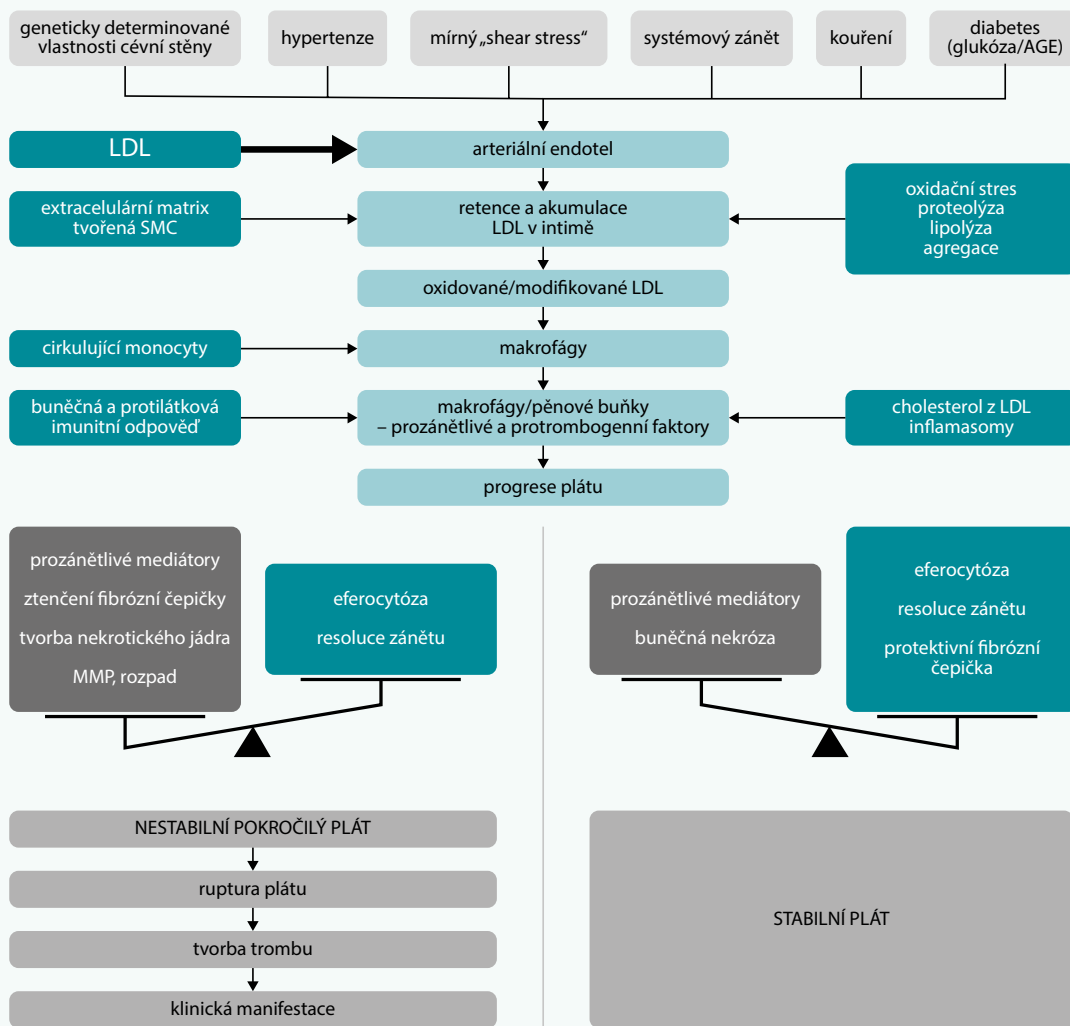 geneticky determinované
vlastnosti cévní stěny
hypertenze
mírný „shear stress“
systémový zánět
kouření
diabetes
(glukóza/AGE)
LDL
arteriální endotel
extracelulární matrix
tvořená SMC
retence a akumulace
LDL v intimě
oxidační stres
proteolýza
lipolýza
agregace
oxidované/modifikované LDL
cirkulující monocyty
makrofágy
buněčná a protilátková
imunitní odpověď
makrofágy/pěnové buňky
– prozánětlivé a protrombogenní faktory
cholesterol z LDL
inflamasomy
progrese plátu
prozánětlivé mediátory
ztenčení fibrózní čepičky
tvorba nekrotického jádra
MMP, rozpad
eferocytóza
resoluce zánětu
prozánětlivé mediátory
buněčná nekróza
eferocytóza
resoluce zánětu
protektivní fibrózní
čepička
NESTABILNÍ POKROČILÝ PLÁT
ruptura plátu
tvorba trombu
klinická manifestace
STABILNÍ PLÁT